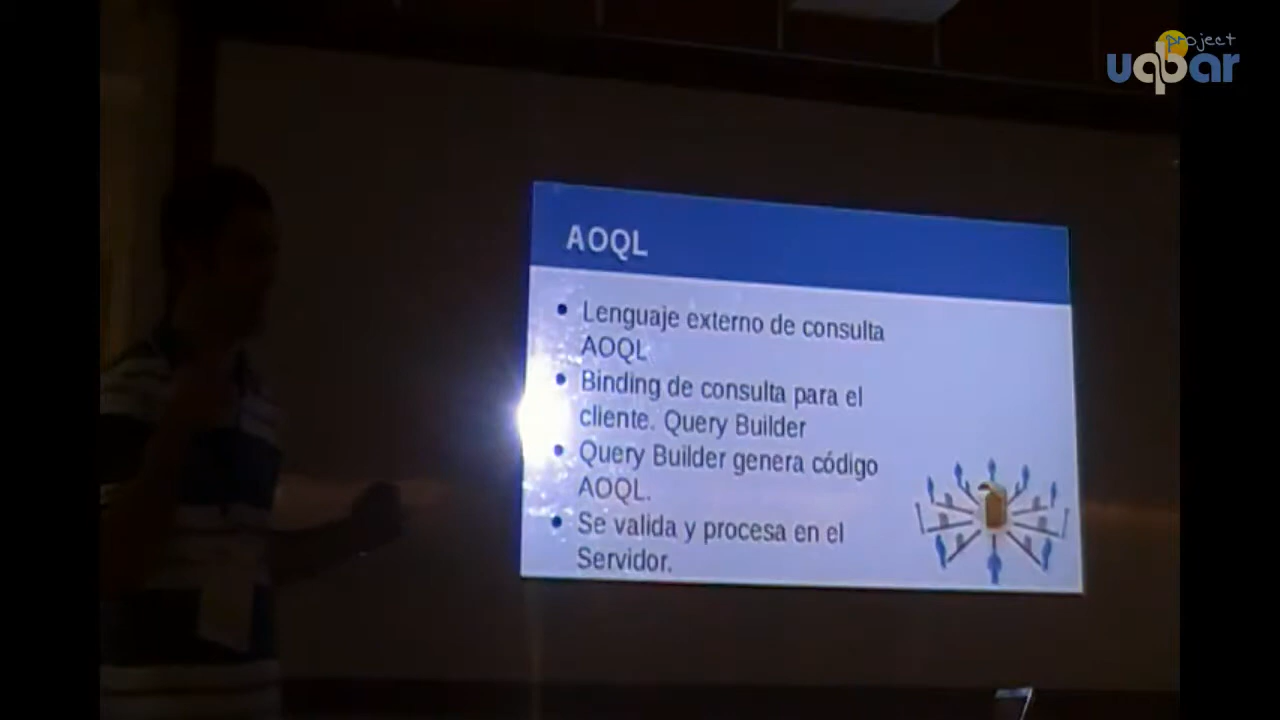 project
uqbar
AOQL
• Lenguaje externo de consulta
AOQL
• Binding de consulta para el
cliente. Query Builder
• Query Builder genera código
AOQL.
• Se valida y procesa en el
Servidor.